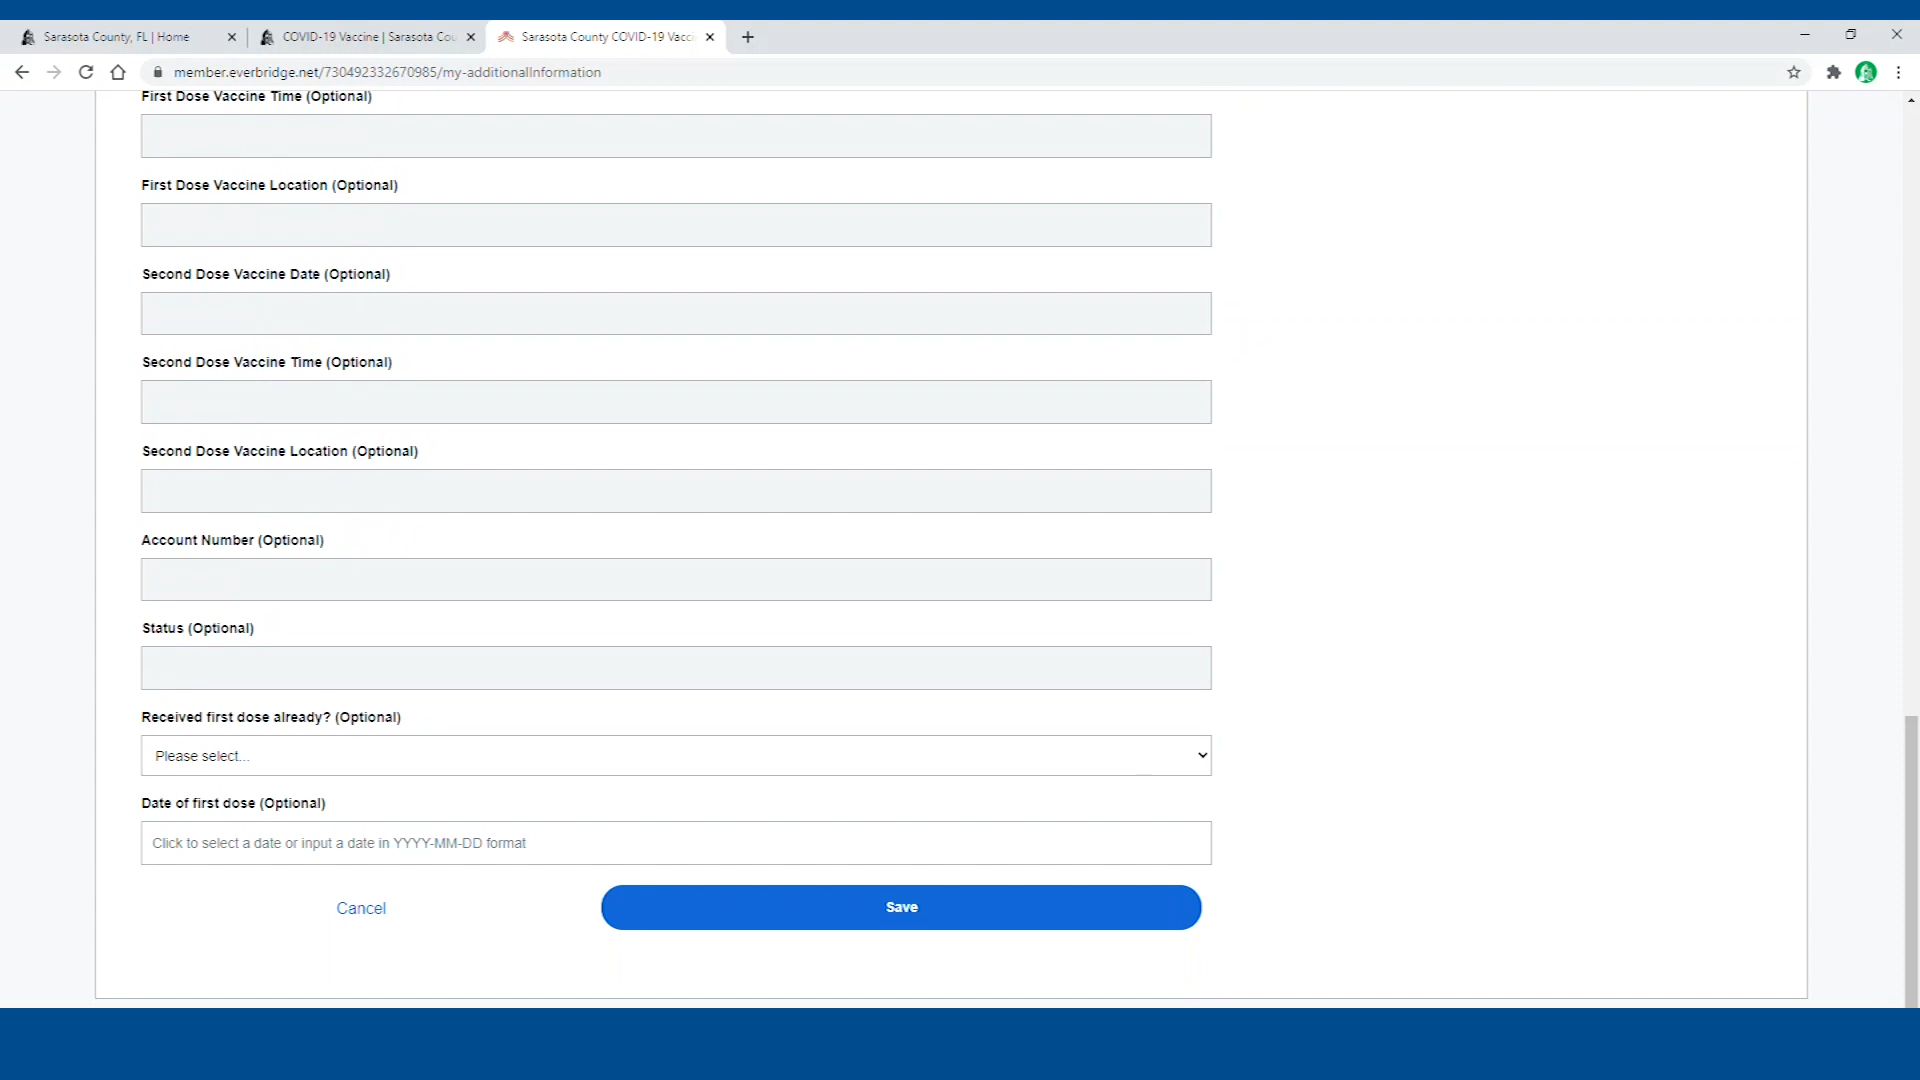 Sarasota County, FL | Home
COVID-19 Vaccine | Sarasota Cou
Sarasota County COVID-19 Vacci
member.everbridge.net/730492332670985/my-additionalInformation
First Dose Vaccine Time (Optional)
First Dose Vaccine Location (Optional)
Second Dose Vaccine Date (Optional)
Second Dose Vaccine Time (Optional)
Second Dose Vaccine Location (Optional)
Account Number (Optional)
Status (Optional)
Received first dose already? (Optional)
Please select...
Date of first dose (Optional)
Click to select a date or input a date in YYYY-MM-DD format
Cancel
Save